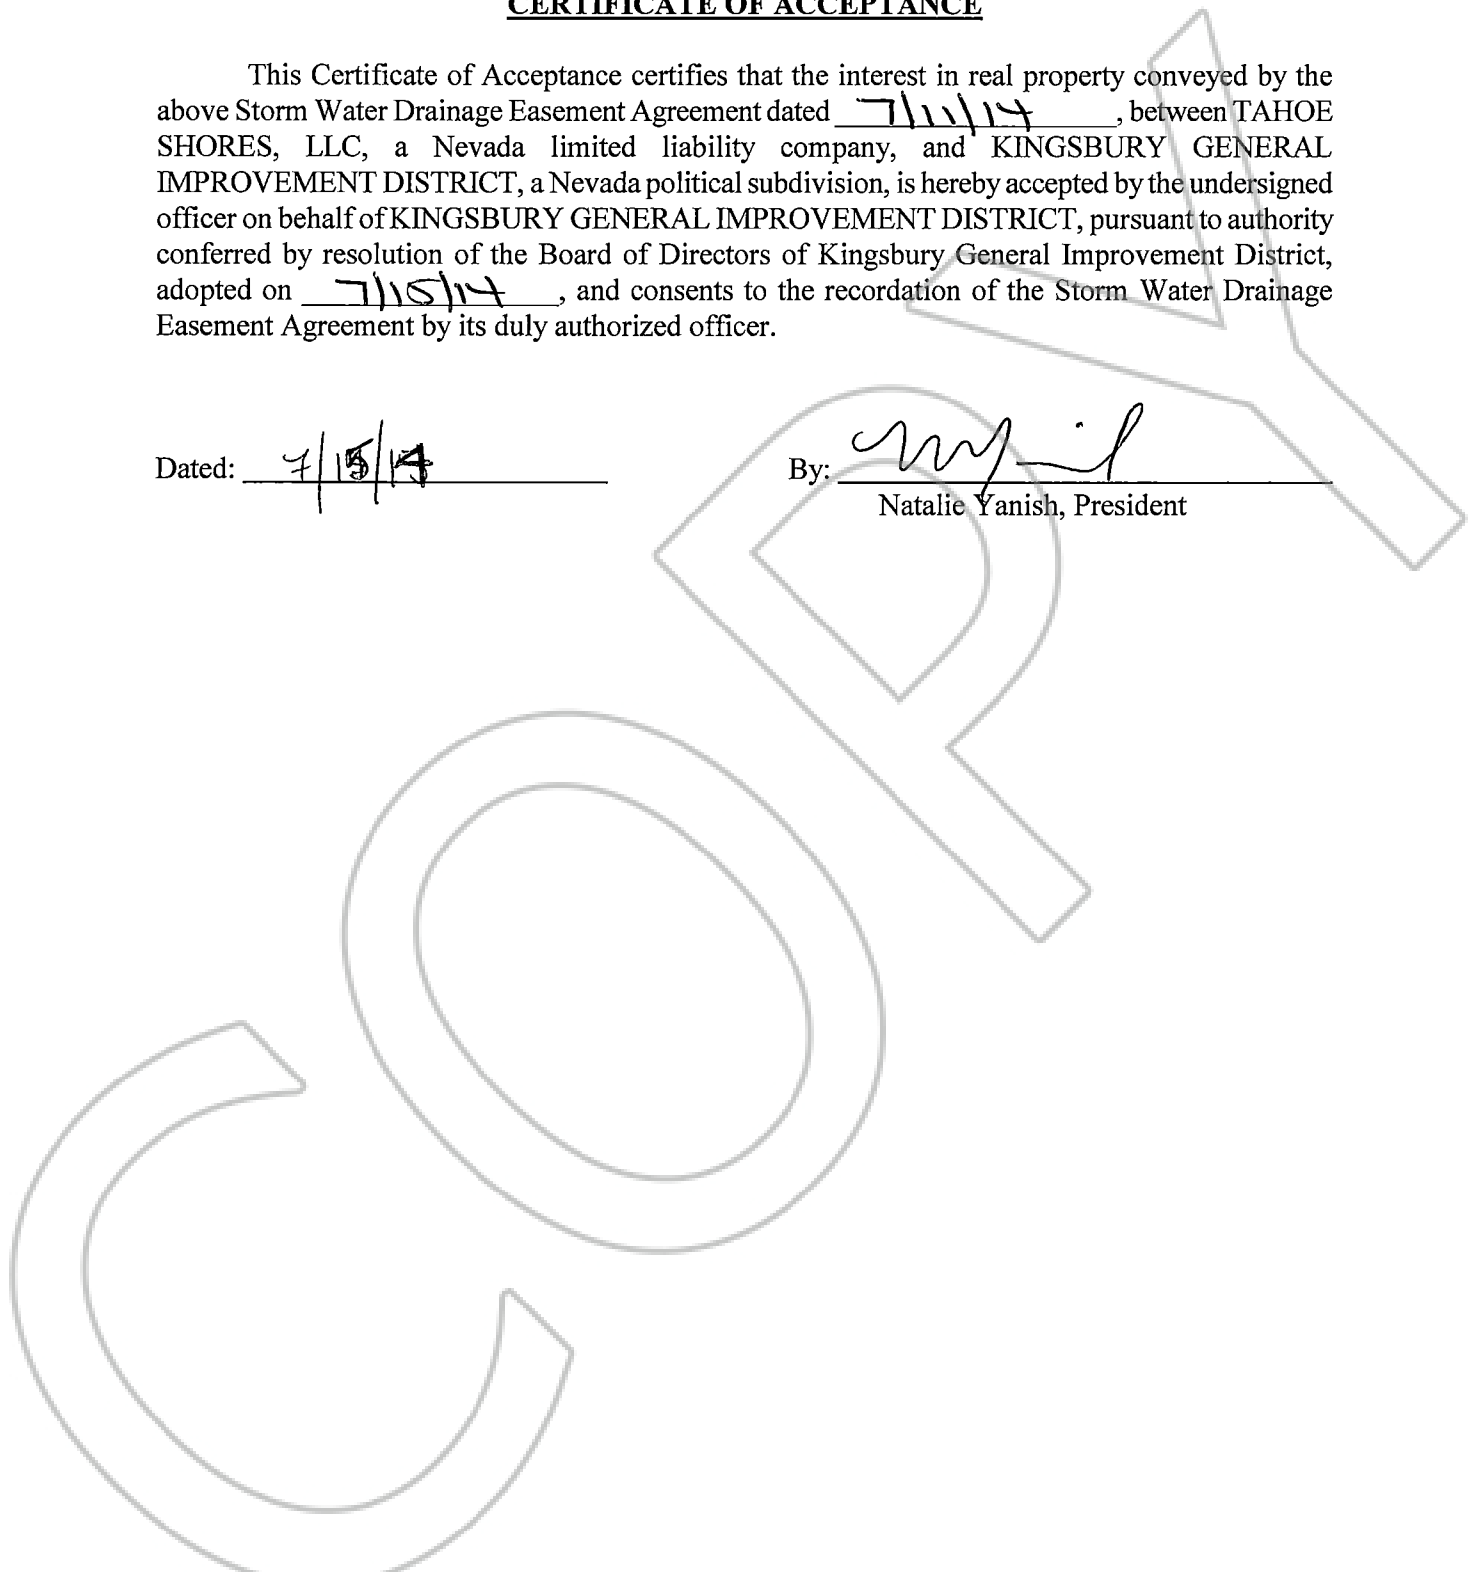 CERTIFICATE OF ACCEPTANCE
This Certificate of Acceptance certifies that the interest in real property conveyed by the
above Storm Water Drainage Easement Agreement dated 7/11/14, between TAHOE
SHORES, LLC, a Nevada limited liability company, and KINGSBURY GENERAL
IMPROVEMENT DISTRICT, a Nevada political subdivision, is hereby accepted by the undersigned
officer on behalf of KINGSBURY GENERAL IMPROVEMENT DISTRICT, pursuant to authority
conferred by resolution of the Board of Directors of Kingsbury General Improvement District,
adopted on 7/15/14, and consents to the recordation of the Storm Water Drainage
Easement Agreement by its duly authorized officer.
Dated: 7/15/14 By:
Natalie Yanish, President
COPY